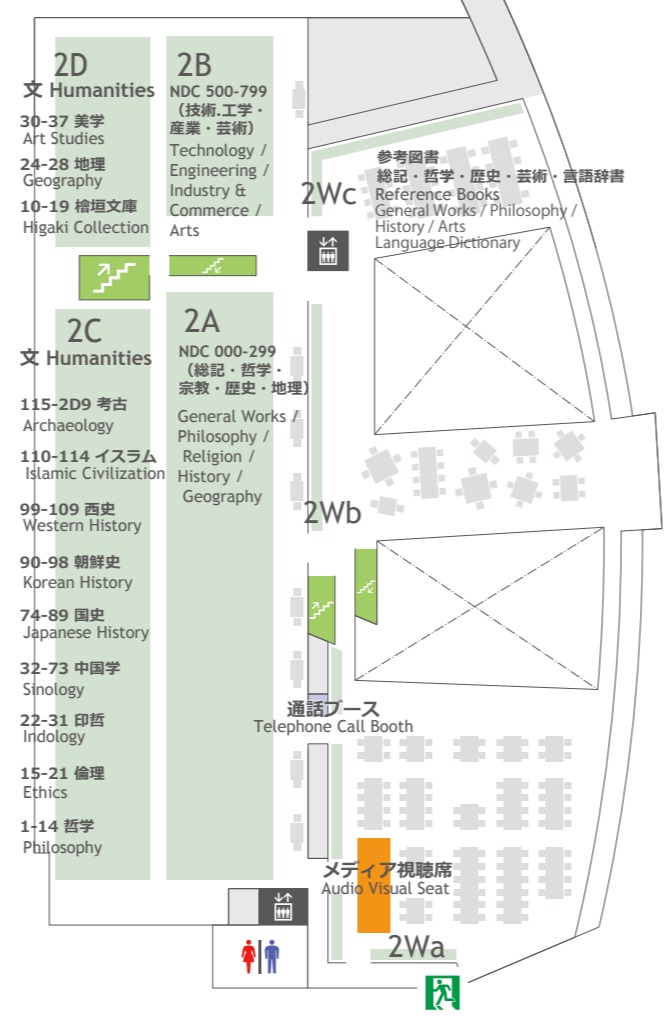 2D
文 Humanities
30-37 美学
Art Studies
24-28 地理
Geography
10-19 檜垣文庫
Higaki Collection
2B
NDC 500-799
（技術.工学・
産業・芸術）
Technology /
Engineering /
Industry &
Commerce /
Arts
2Wc
参考図書
総記・哲学・歴史・芸術・言語辞書
Reference Books
General Works / Philosophy /
History / Arts
Language Dictionary
2C
文 Humanities
115-2D9 考古
Archaeology
110-114 イスラム
Islamic Civilization
99-109 西史
Western History
90-98 朝鮮史
Korean History
74-89 国史
Japanese History
32-73 中国学
Sinology
22-31 印哲
Indology
15-21 倫理
Ethics
1-14 哲学
Philosophy
2A
NDC 000-299
（総記・哲学・
宗教・歴史・地理）
General Works /
Philosophy /
Religion /
History /
Geography
2Wb
通話ブース
Telephone Call Booth
メディア視聴席
Audio Visual Seat
2Wa